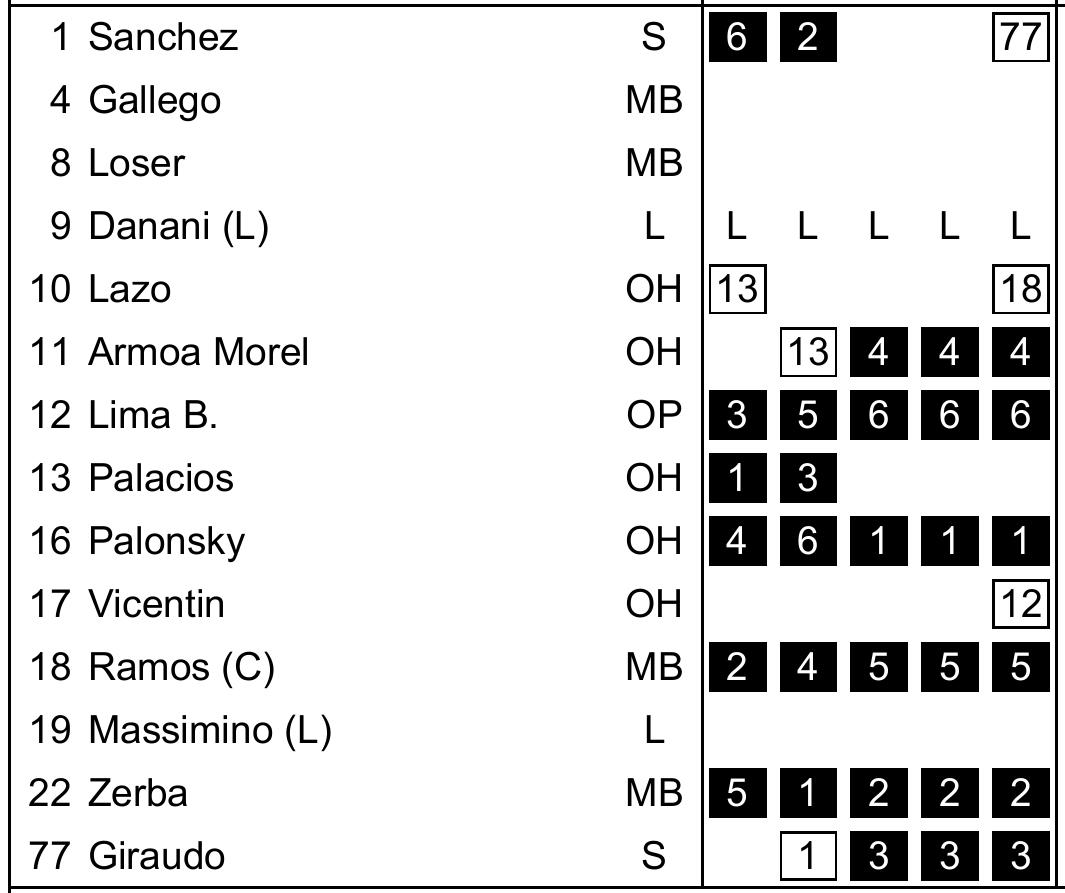 1 Sanchez S 6 2 77
4 Gallego MB
8 Loser MB
9 Danani (L) L L L L L L
10 Lazo OH 13 18
11 Armoa Morel OH 13 4 4 4
12 Lima B. OP 3 5 6 6 6
13 Palacios OH 1 3
16 Palonsky OH 4 6 1 1 1
17 Vicentin OH 12
18 Ramos (C) MB 2 4 5 5 5
19 Massimino (L) L
22 Zerba MB 5 1 2 2 2
77 Giraudo S 1 3 3 3